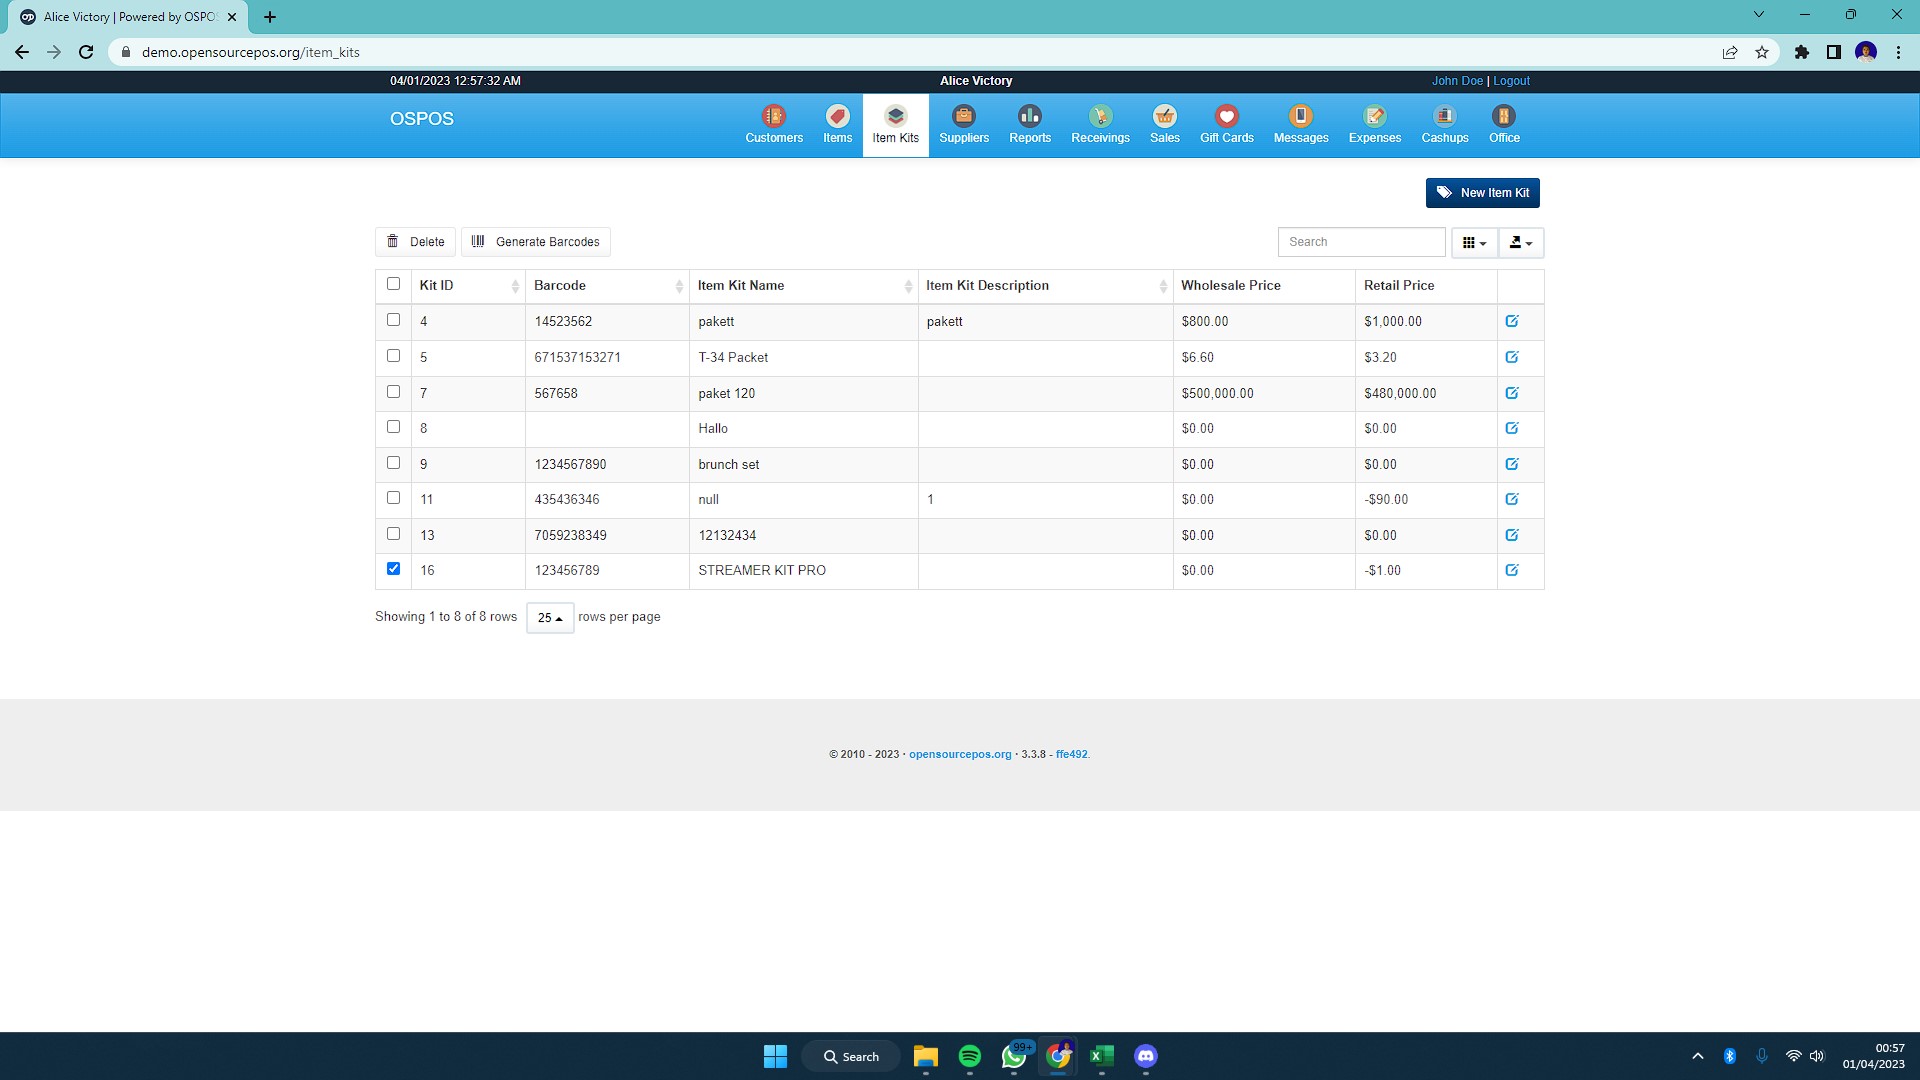 Alice Victory | Powered by OSPO
demo.opensourcepos.org/item_kits
04/01/2023 12:57:32 AM Alice Victory John Doe | Logout
OSPOS Customers Items Item Kits Suppliers Reports Receivings Sales Gift Cards Messages Expenses Cashups Office
New Item Kit
Delete Generate Barcodes Search
Kit ID Barcode Item Kit Name Item Kit Description Wholesale Price Retail Price
4 14523562 pakett pakett $800.00 $1,000.00
5 671537153271 T-34 Packet $6.60 $3.20
7 567658 paket 120 $500,000.00 $480,000.00
8 Hallo $0.00 $0.00
9 1234567890 brunch set $0.00 $0.00
11 435436346 null 1 $0.00 -$90.00
13 7059238349 12132434 $0.00 $0.00
16 123456789 STREAMER KIT PRO $0.00 -$1.00
Showing 1 to 8 of 8 rows 25 rows per page
© 2010 - 2023 · opensourcepos.org · 3.3.8 - ffe492.
Search 99+ 00:57
01/04/2023